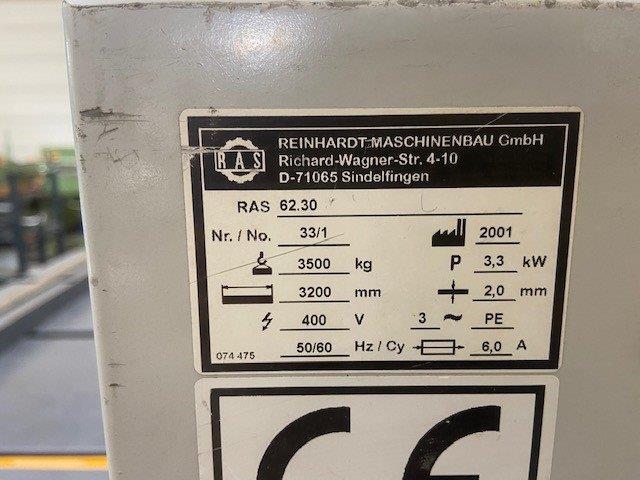 REINHARDT MASCHINENBAU GmbH
RAS
Richard-Wagner-Str. 4-10
D-71065 Sindelfingen
RAS 62.30
Nr. / No. 33/1 2001
3500 kg P 3,3 kW
3200 mm 2,0 mm
400 V 3 ~ PE
074 475 50/60 Hz / Cy 6,0 A
CE